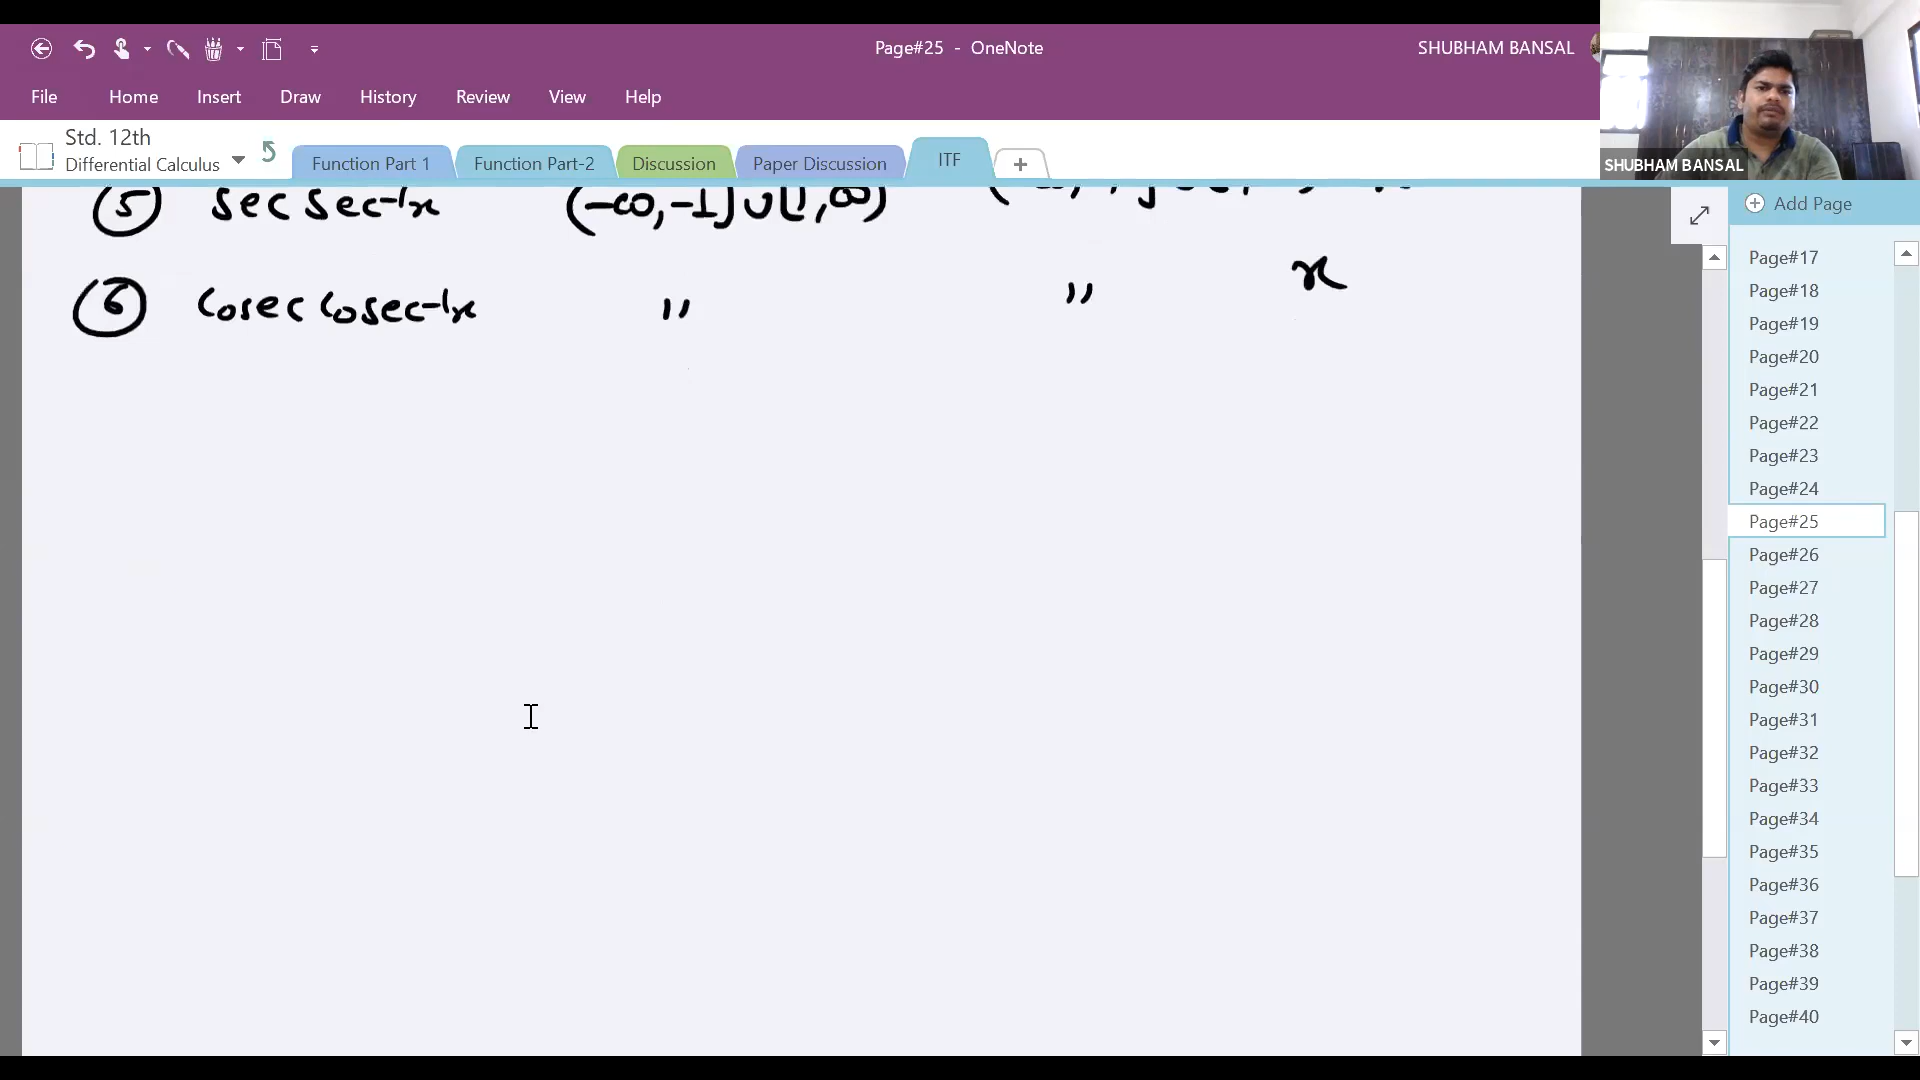 Page#25 - OneNote
SHUBHAM BANSAL
File Home Insert Draw History Review View Help
SHUBHAM BANSAL
Std. 12th
Differential Calculus
Function Part 1
Function Part-2
Discussion
Paper Discussion
ITF
+
Add Page
⑤ sec sec-1x (-∞,-1]∪[1,∞)
⑥ cosec cosec-1x " " x
Page#17
Page#18
Page#19
Page#20
Page#21
Page#22
Page#23
Page#24
Page#25
Page#26
Page#27
Page#28
Page#29
Page#30
Page#31
Page#32
Page#33
Page#34
Page#35
Page#36
Page#37
Page#38
Page#39
Page#40